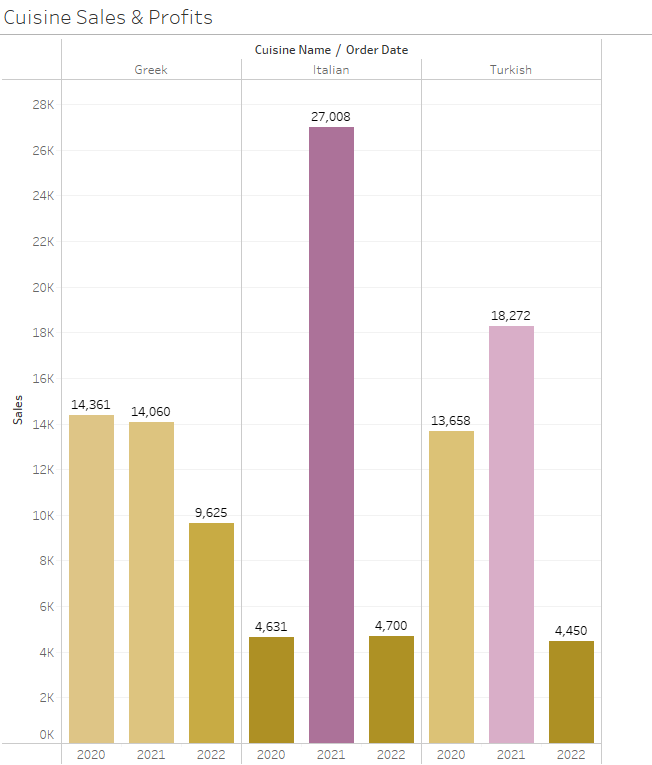 Cuisine Sales & Profits
Cuisine Name / Order Date
Greek Italian Turkish
28K
26K
24K
22K
20K
18K
16K
14K
12K
10K
8K
6K
4K
2K
0K
Sales
14,361
14,060
9,625
4,631
27,008
4,700
13,658
18,272
4,450
2020 2021 2022 2020 2021 2022 2020 2021 2022